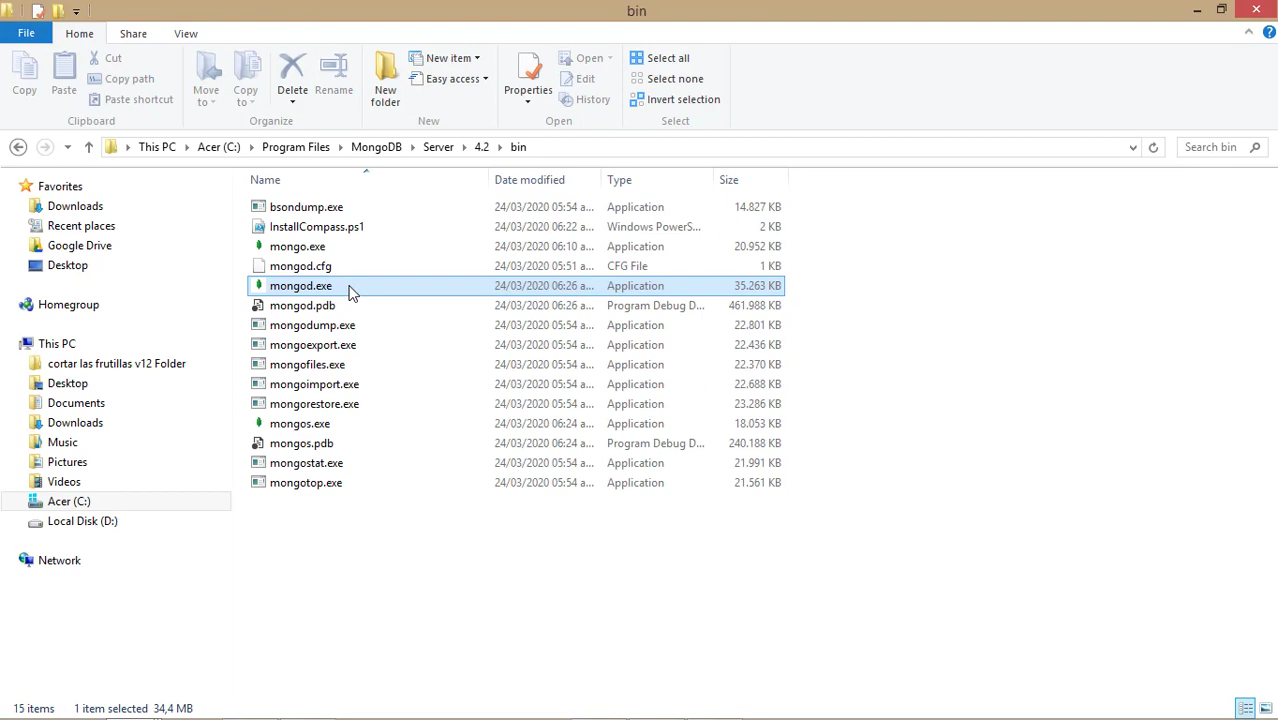 bin
File Home Share View
Copy
Paste
Cut
Copy path
Paste shortcut
Clipboard
Move to
Copy to
Delete
Rename
Organize
New folder
New item
Easy access
New
Properties
Open
Edit
History
Open
Select all
Select none
Invert selection
Select
This PC Acer (C:) Program Files MongoDB Server 4.2 bin
Search bin
Favorites
Downloads
Recent places
Google Drive
Desktop
Homegroup
This PC
cortar las frutillas v12 Folder
Desktop
Documents
Downloads
Music
Pictures
Videos
Acer (C:)
Local Disk (D:)
Network
Name Date modified Type Size
bsondump.exe 24/03/2020 05:54 a... Application 14.827 KB
InstallCompass.ps1 24/03/2020 06:22 a... Windows PowerS... 2 KB
mongo.exe 24/03/2020 06:10 a... Application 20.952 KB
mongod.cfg 24/03/2020 05:51 a... CFG File 1 KB
mongod.exe 24/03/2020 06:26 a... Application 35.263 KB
mongod.pdb 24/03/2020 06:26 a... Program Debug D... 461.988 KB
mongodump.exe 24/03/2020 05:54 a... Application 22.801 KB
mongoexport.exe 24/03/2020 05:54 a... Application 22.436 KB
mongofiles.exe 24/03/2020 05:54 a... Application 22.370 KB
mongoimport.exe 24/03/2020 05:54 a... Application 22.688 KB
mongorestore.exe 24/03/2020 05:54 a... Application 23.286 KB
mongos.exe 24/03/2020 06:24 a... Application 18.053 KB
mongos.pdb 24/03/2020 06:24 a... Program Debug D... 240.188 KB
mongostat.exe 24/03/2020 05:54 a... Application 21.991 KB
mongotop.exe 24/03/2020 05:54 a... Application 21.561 KB
15 items 1 item selected 34,4 MB